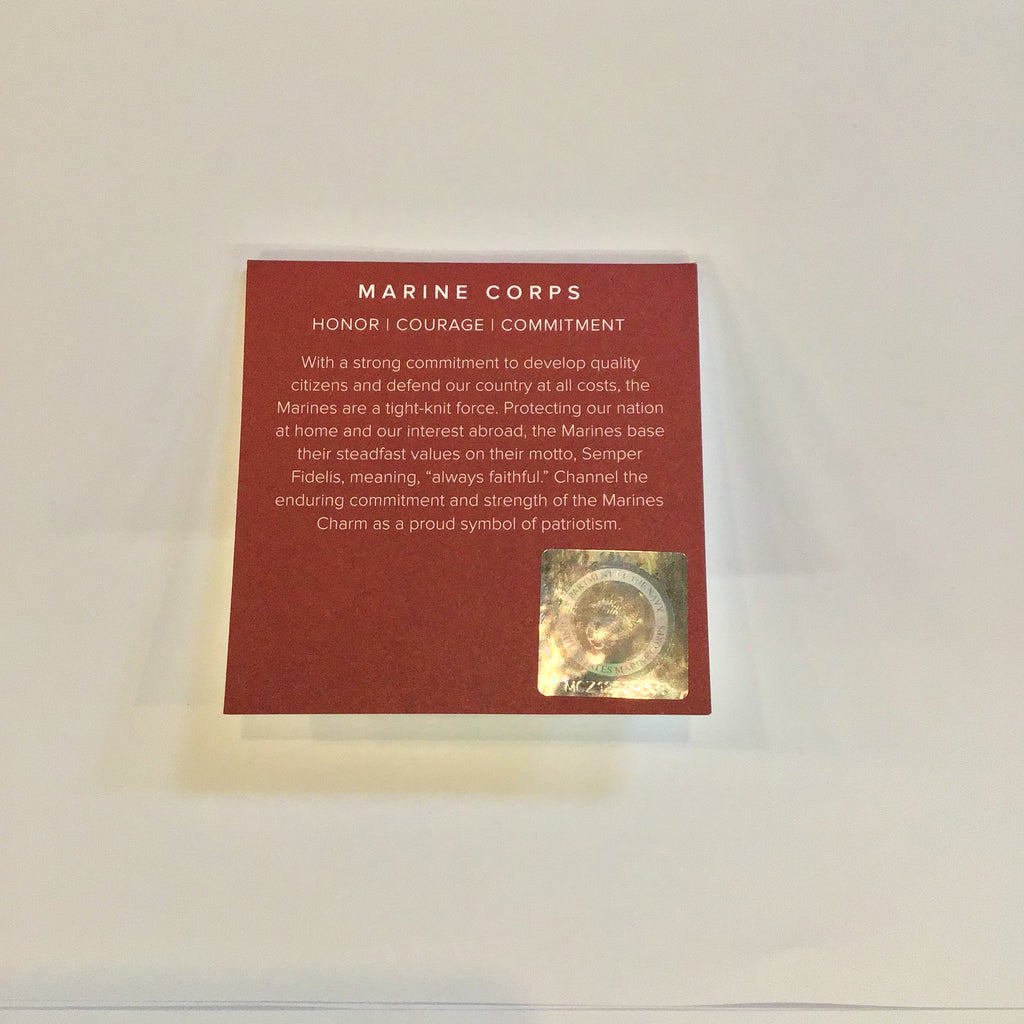 MARINE CORPS
HONOR | COURAGE | COMMITMENT
With a strong commitment to develop quality
citizens and defend our country at all costs, the
Marines are a tight-knit force. Protecting our nation
at home and our interest abroad, the Marines base
their steadfast values on their motto, Semper
Fidelis, meaning, “always faithful.” Channel the
enduring commitment and strength of the Marines
Charm as a proud symbol of patriotism.
THE NAVY
MARINE